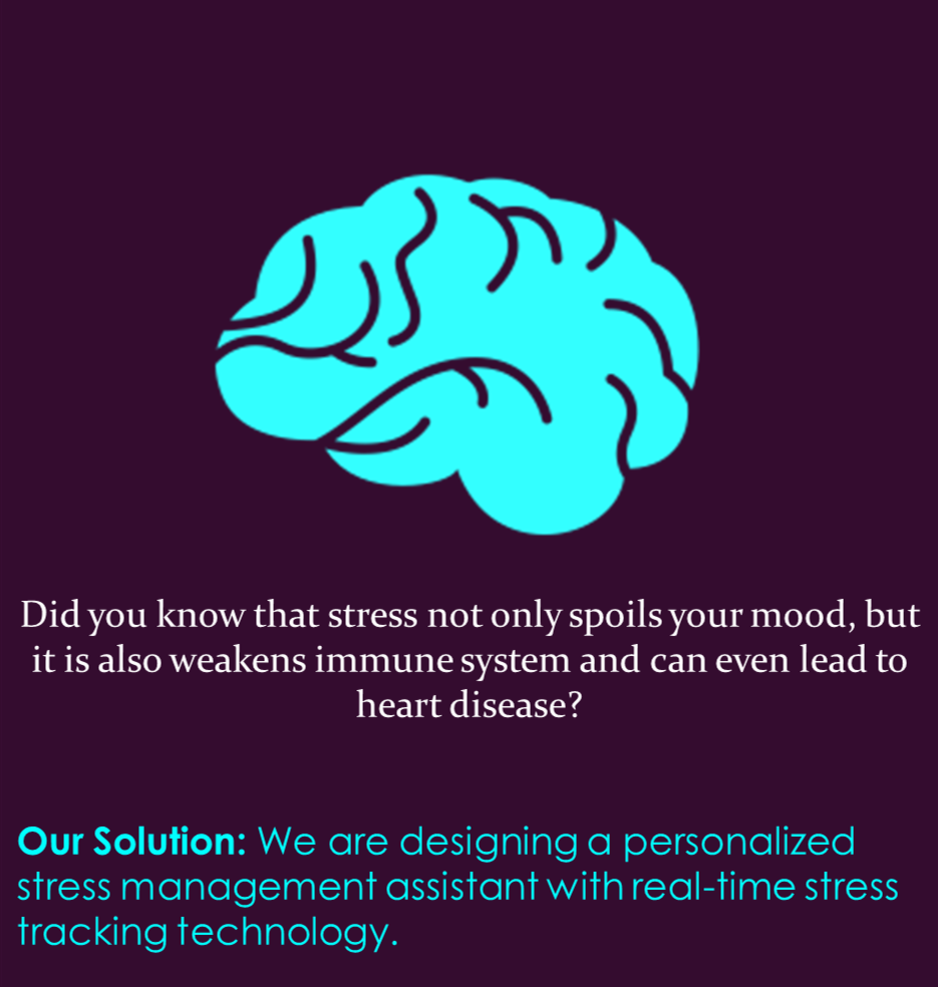 Did you know that stress not only spoils your mood, but
it is also weakens immune system and can even lead to
heart disease?
Our Solution: We are designing a personalized
stress management assistant with real-time stress
tracking technology.